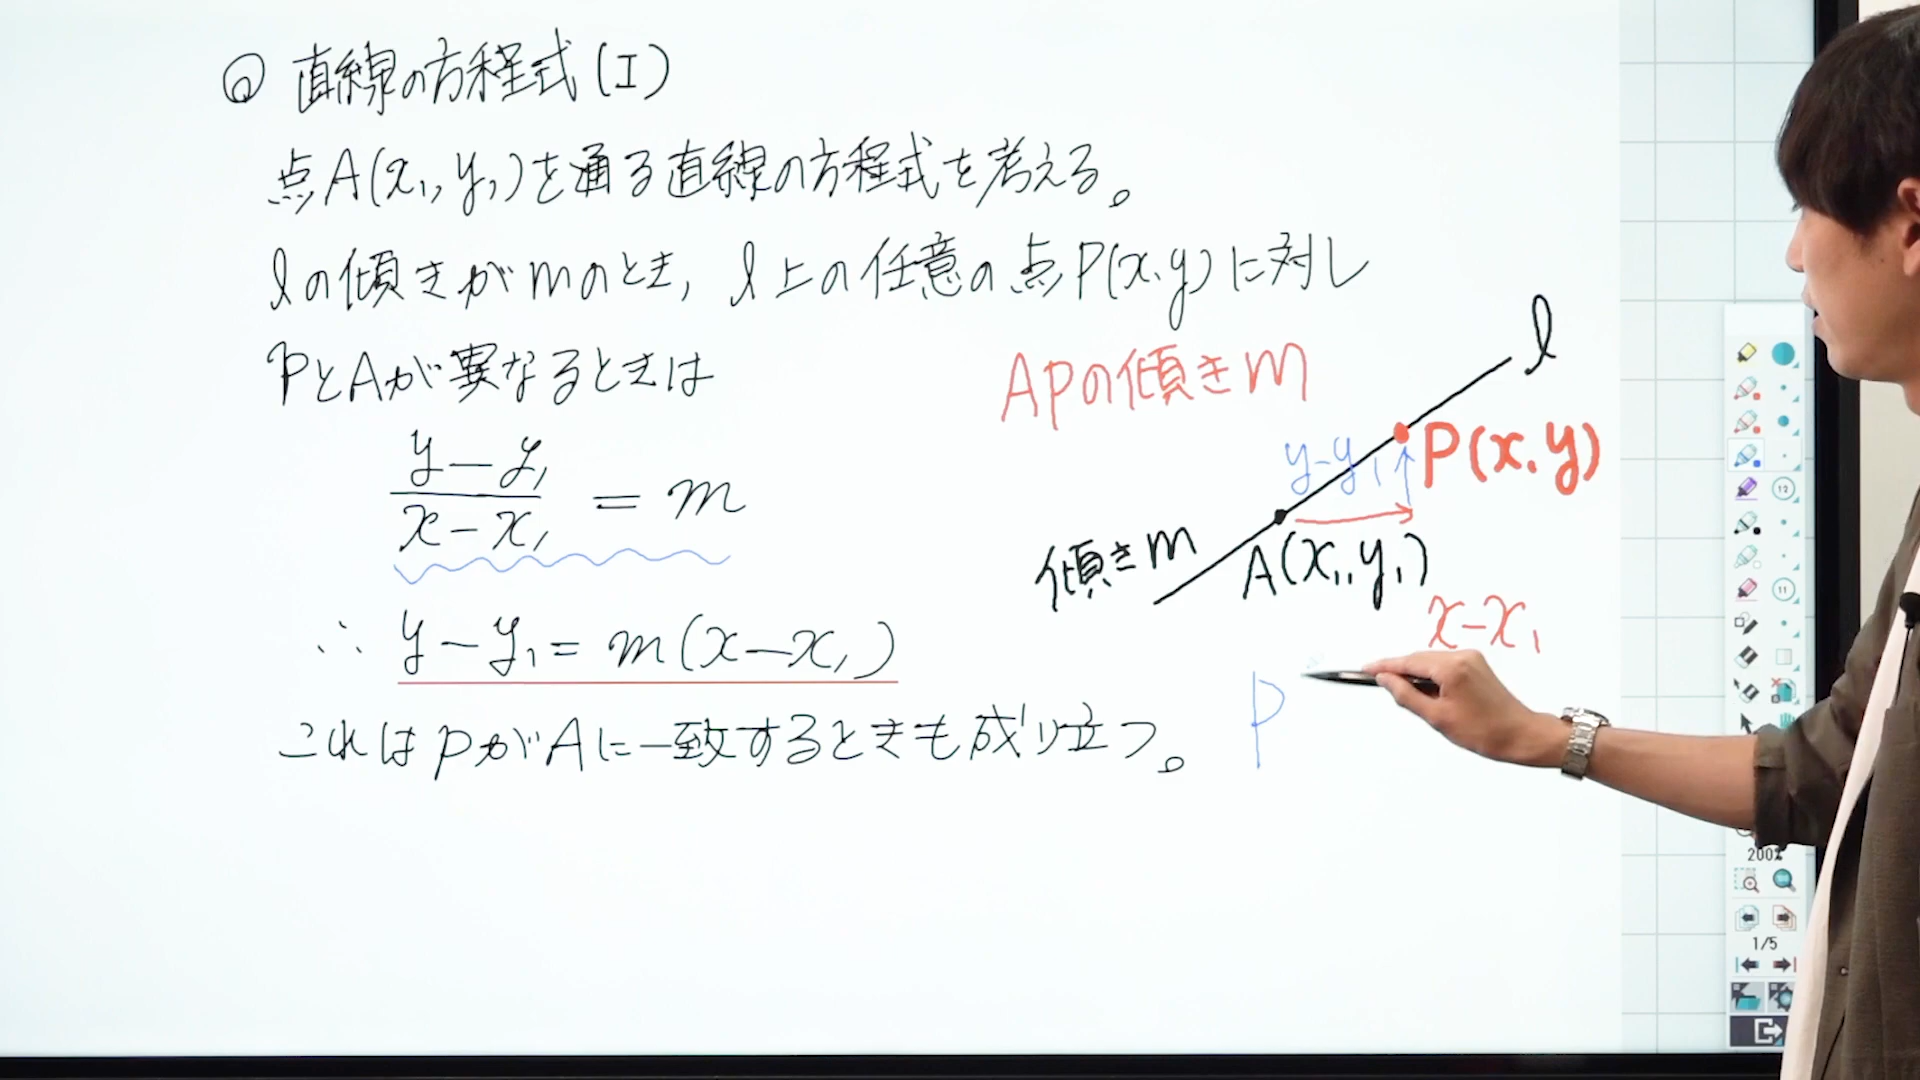 ◎ 直線の方程式(I)
点A(x₁, y₁)を通る直線の方程式を考える。
lの傾きがmのとき, l上の任意の点P(x, y)に対し
PとAが異なるときは
y－y₁
x－x₁
= m
∴ y－y₁ = m(x－x₁)
これはPがAに一致するときも成り立つ。
APの傾きm
l
P(x, y)
y-y₁
傾きm
A(x₁, y₁)
x-x₁
P
12
11
200%
1/5